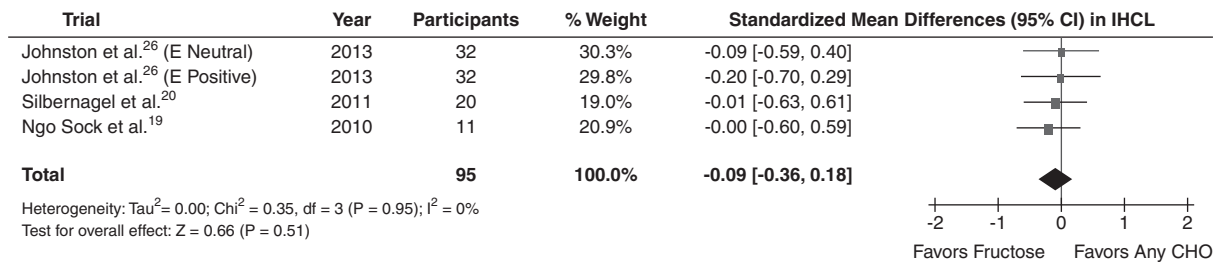 Trial Year Participants % Weight Standardized Mean Differences (95% CI) in IHCL
Johnston et al.26 (E Neutral) 2013 32 30.3% -0.09 [-0.59, 0.40]
Johnston et al.26 (E Positive) 2013 32 29.8% -0.20 [-0.70, 0.29]
Silbernagel et al.20 2011 20 19.0% -0.01 [-0.63, 0.61]
Ngo Sock et al.19 2010 11 20.9% -0.00 [-0.60, 0.59]
Total 95 100.0% -0.09 [-0.36, 0.18]
Heterogeneity: Tau2= 0.00; Chi2 = 0.35, df = 3 (P = 0.95); I2 = 0%
Test for overall effect: Z = 0.66 (P = 0.51)
-2 -1 0 1 2
Favors Fructose Favors Any CHO